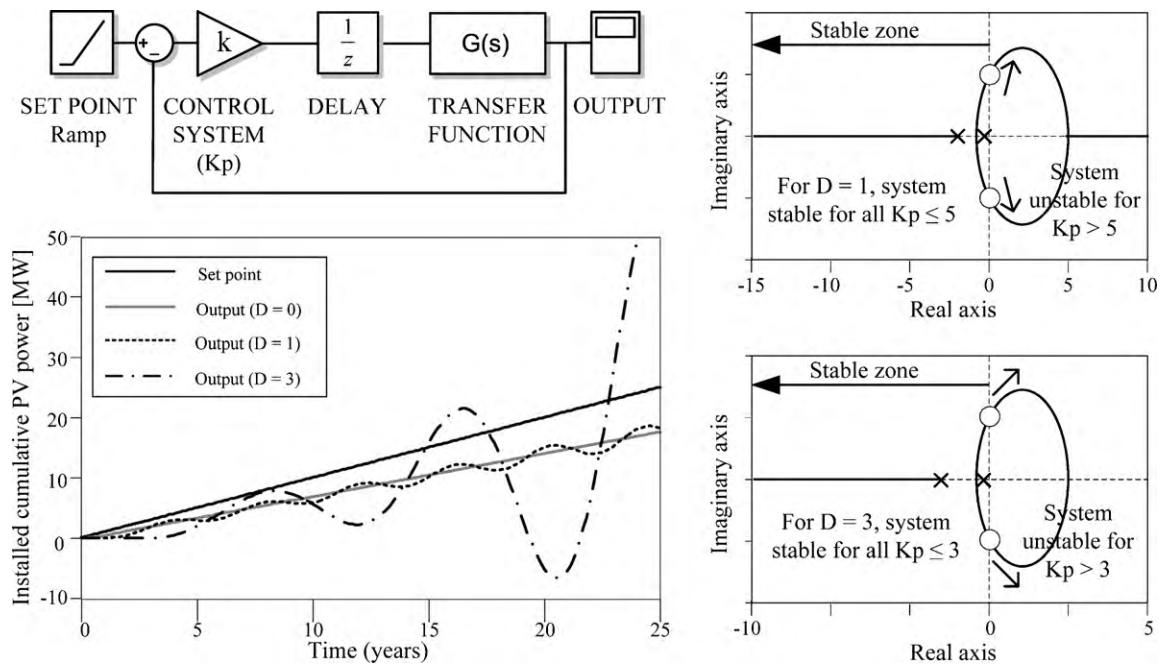 +
−
k
1
z
G(s)
SET POINT
Ramp
CONTROL
SYSTEM
(Kp)
DELAY
TRANSFER
FUNCTION
OUTPUT
Installed cumulative PV power [MW]
50
40
30
20
10
0
-10
Set point
Output (D = 0)
Output (D = 1)
Output (D = 3)
0
5
10
15
20
25
Time (years)
Imaginary axis
Stable zone
For D = 1, system
stable for all Kp ≤ 5
System
unstable for
Kp > 5
-15
-10
-5
0
5
10
Real axis
Imaginary axis
Stable zone
For D = 3, system
stable for all Kp ≤ 3
System
unstable for
Kp > 3
-10
-5
0
5
Real axis